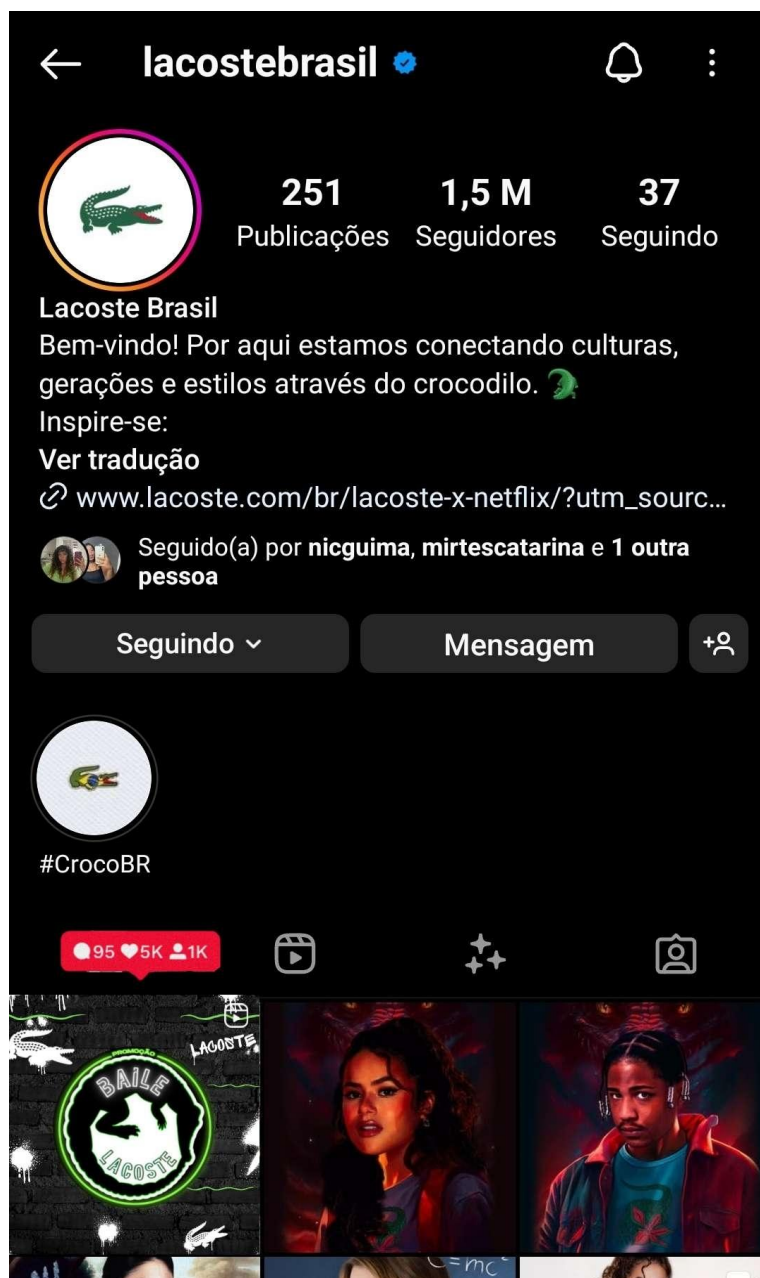 lacostebrasil
251 1,5 M 37
Publicações Seguidores Seguindo
Lacoste Brasil
Bem-vindo! Por aqui estamos conectando culturas,
gerações e estilos através do crocodilo. 🐊
Inspire-se:
Ver tradução
www.lacoste.com/br/lacoste-x-netflix/?utm_sourc...
Seguido(a) por nicguima, mirtescatarina e 1 outra
pessoa
Seguindo
Mensagem
#CrocoBR
95 5K 1K
LACOSTE
PROMOÇÃO
BAILE
LACOSTE
=mc²